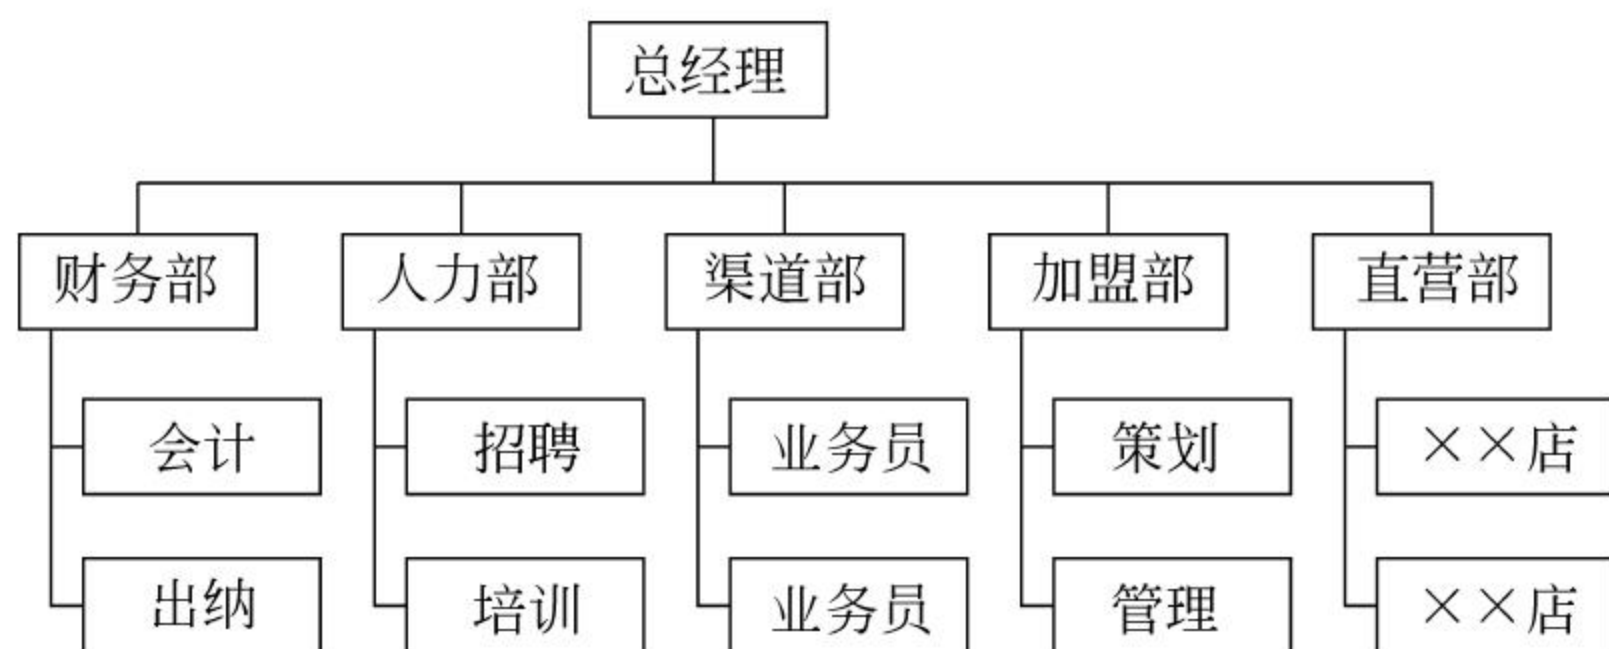 总经理
财务部
人力部
渠道部
加盟部
直营部
会计
招聘
业务员
策划
××店
出纳
培训
业务员
管理
××店